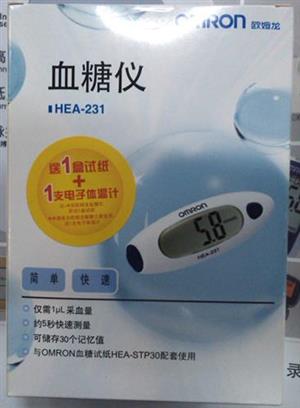 OMRON 欧姆龙
血糖仪
HEA-231
送1盒试纸
+
1支电子体温计
OMRON
5.8
HEA-231
简单 快速
仅需1μL采血量
约5秒快速测量
可储存30个记忆值
与OMRON血糖试纸HEA-STP30配套使用
录